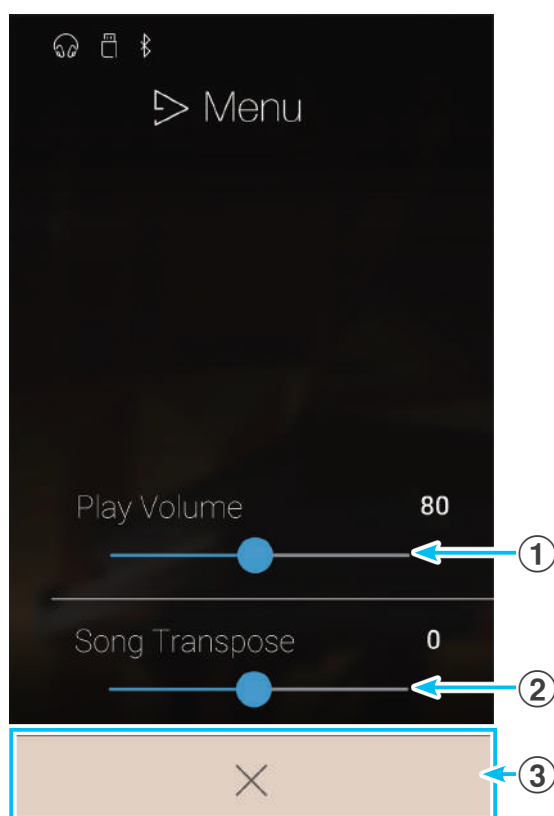 Menu
Play Volume 80
①
Song Transpose 0
②
③